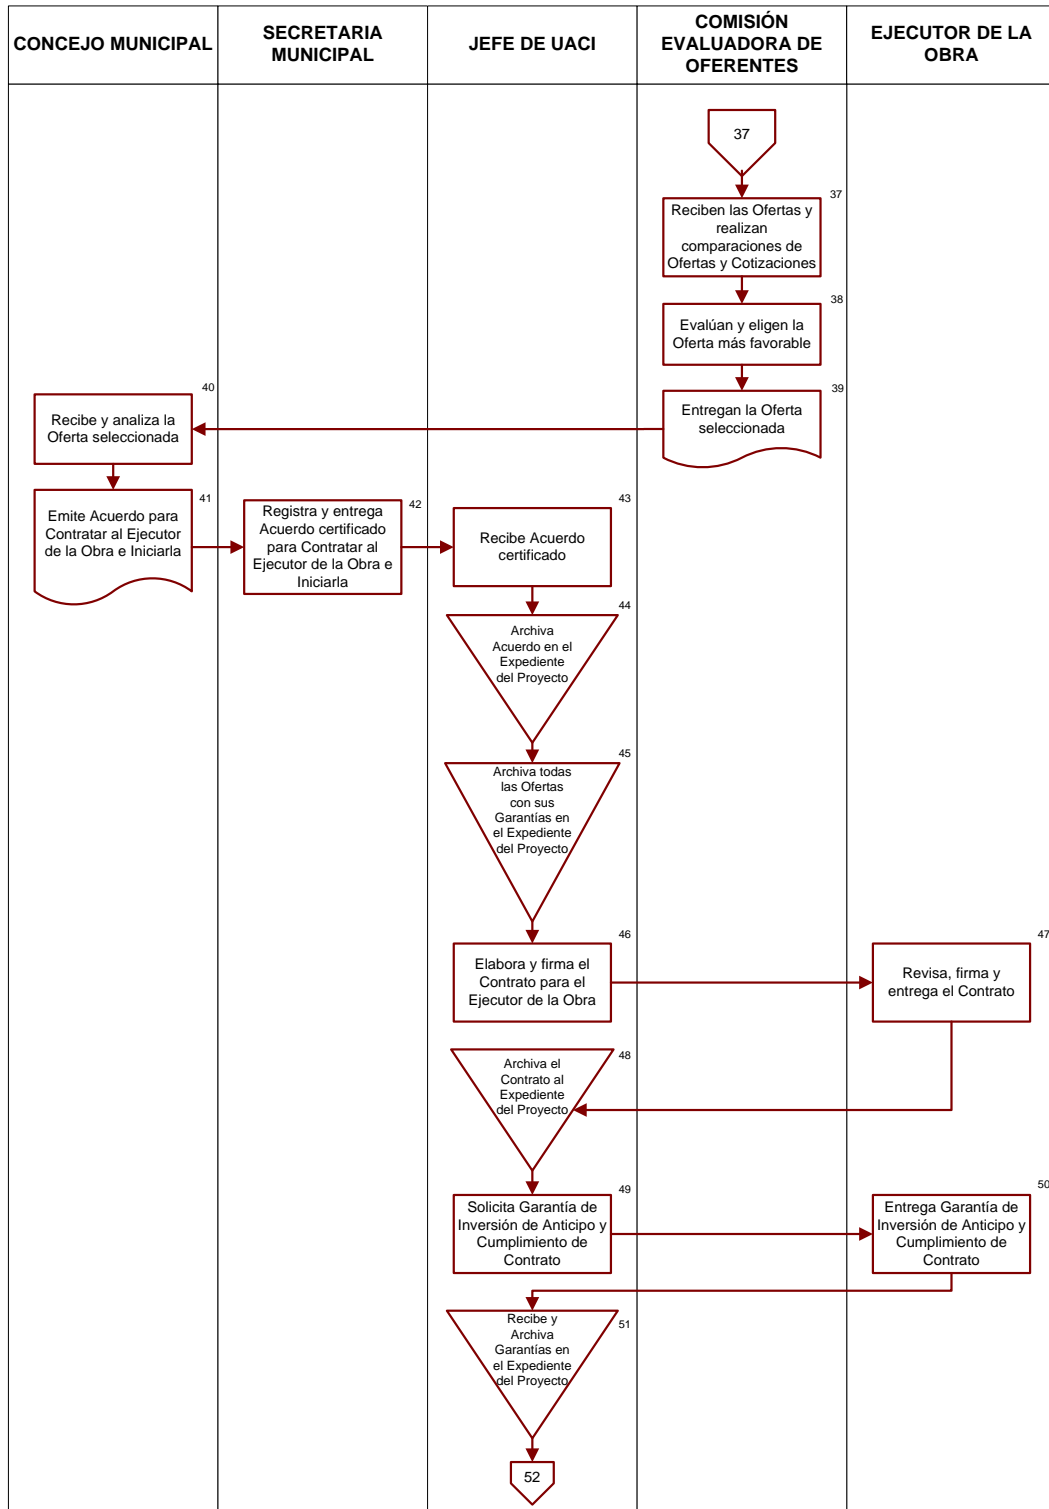 CONCEJO MUNICIPAL
SECRETARIA
MUNICIPAL
JEFE DE UACI
COMISIÓN
EVALUADORA DE
OFERENTES
EJECUTOR DE LA
OBRA
37
37
Reciben las Ofertas y
realizan
comparaciones de
Ofertas y Cotizaciones
38
Evalúan y eligen la
Oferta más favorable
39
Entregan la Oferta
seleccionada
40
Recibe y analiza la
Oferta seleccionada
41
Emite Acuerdo para
Contratar al Ejecutor
de la Obra e Iniciarla
42
Registra y entrega
Acuerdo certificado
para Contratar al
Ejecutor de la Obra e
Iniciarla
43
Recibe Acuerdo
certificado
44
Archiva
Acuerdo en el
Expediente
del Proyecto
45
Archiva todas
las Ofertas
con sus
Garantías en
el Expediente
del Proyecto
46
Elabora y firma el
Contrato para el
Ejecutor de la Obra
47
Revisa, firma y
entrega el Contrato
48
Archiva el
Contrato al
Expediente
del Proyecto
49
Solicita Garantía de
Inversión de Anticipo y
Cumplimiento de
Contrato
50
Entrega Garantía de
Inversión de Anticipo y
Cumplimiento de
Contrato
51
Recibe y
Archiva
Garantías en
el Expediente
del Proyecto
52